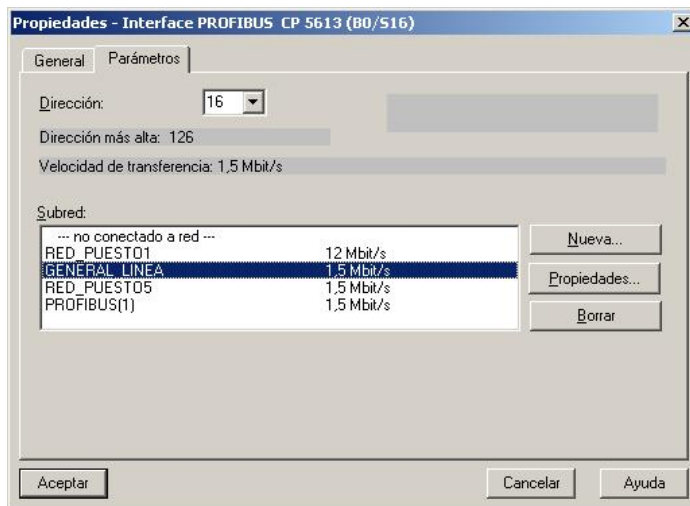 Propiedades - Interface PROFIBUS CP 5613 (B0/S16)
General Parámetros
Dirección: 16
Dirección más alta: 126
Velocidad de transferencia: 1,5 Mbit/s
Subred:
--- no conectado a red ---
RED_PUESTO1 12 Mbit/s
GENERAL_LINEA 1,5 Mbit/s
RED_PUESTO5 1,5 Mbit/s
PROFIBUS(1) 1,5 Mbit/s
Nueva...
Propiedades...
Borrar
Aceptar Cancelar Ayuda